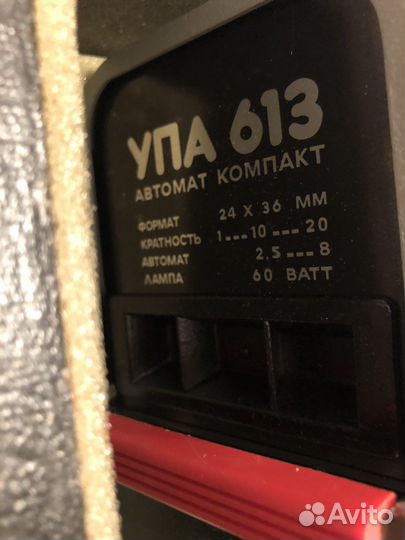 УПА 613
АВТОМАТ КОМПАКТ
ФОРМАТ 24 X 36 ММ
КРАТНОСТЬ 1---10---20
АВТОМАТ 2.5---8
ЛАМПА 60 ВАТТ
Avito